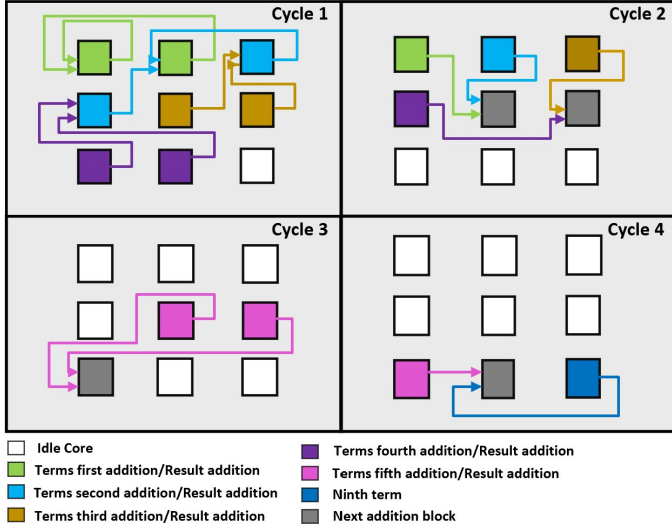 Cycle 1
Cycle 2
Cycle 3
Cycle 4
Idle Core
Terms first addition/Result addition
Terms second addition/Result addition
Terms third addition/Result addition
Terms fourth addition/Result addition
Terms fifth addition/Result addition
Ninth term
Next addition block